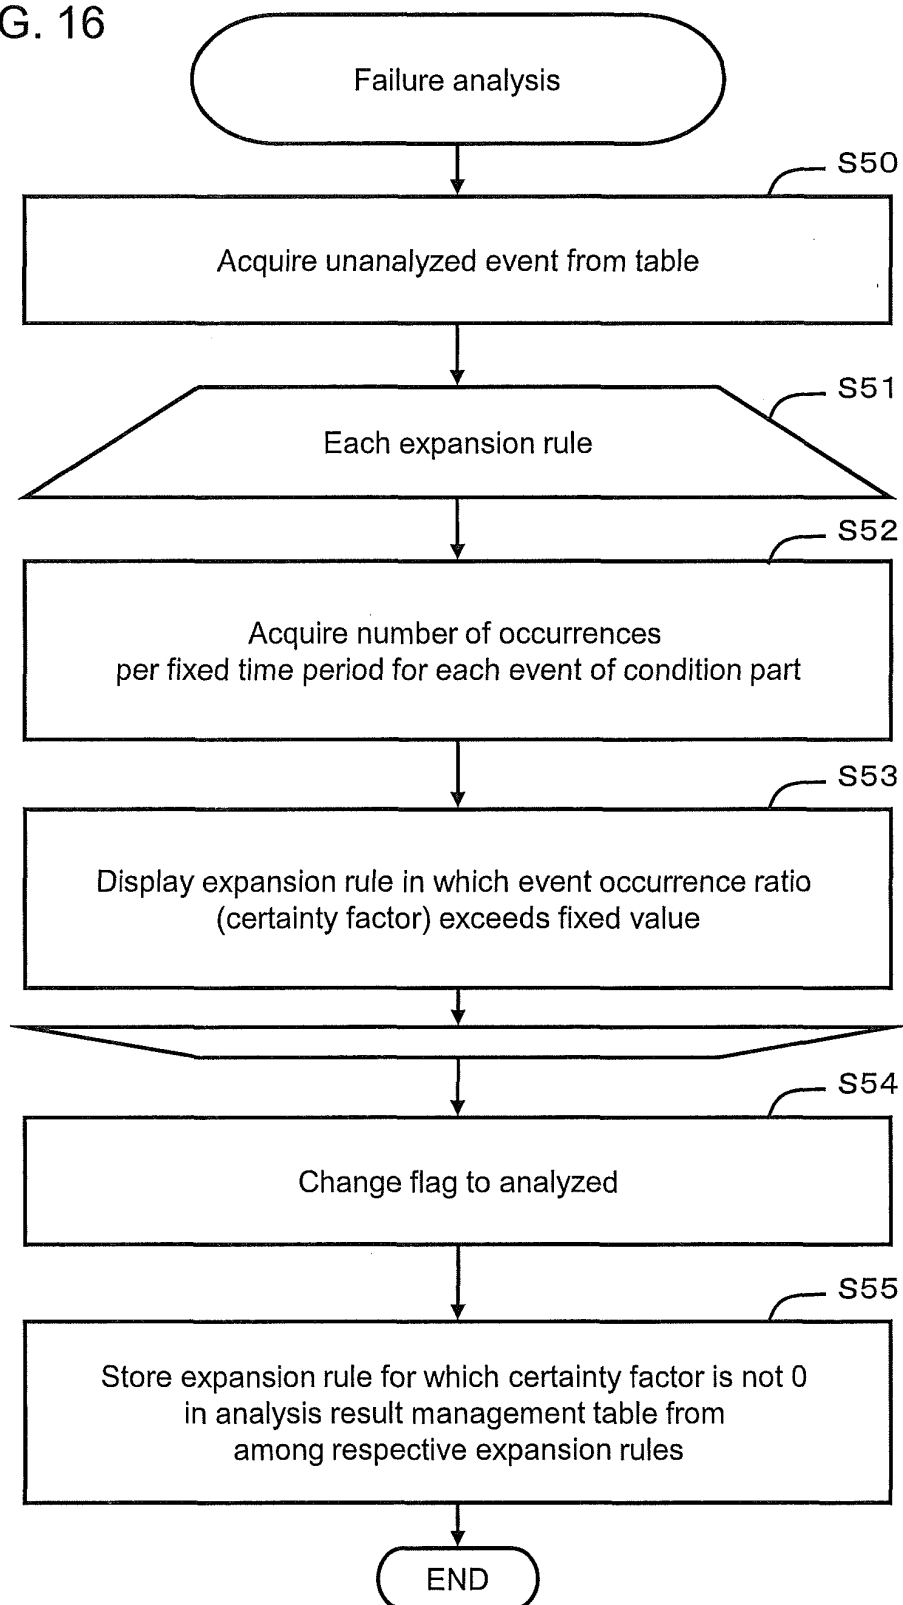 G. 16
Failure analysis
S50
Acquire unanalyzed event from table
S51
Each expansion rule
S52
Acquire number of occurrences
per fixed time period for each event of condition part
S53
Display expansion rule in which event occurrence ratio
(certainty factor) exceeds fixed value
S54
Change flag to analyzed
S55
Store expansion rule for which certainty factor is not 0
in analysis result management table from
among respective expansion rules
END